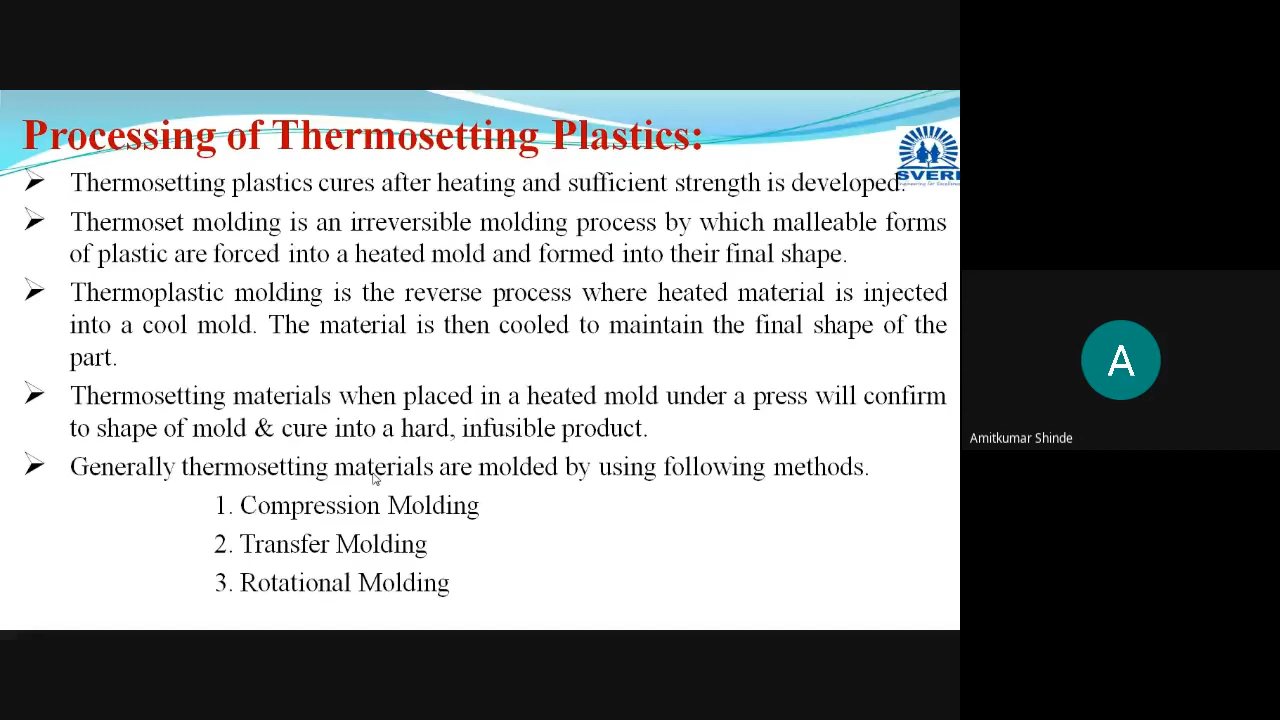 Processing of Thermosetting Plastics:
SVERI
Engineering for Excellence
Thermosetting plastics cures after heating and sufficient strength is developed.
Thermoset molding is an irreversible molding process by which malleable forms
of plastic are forced into a heated mold and formed into their final shape.
Thermoplastic molding is the reverse process where heated material is injected
into a cool mold. The material is then cooled to maintain the final shape of the
part.
Thermosetting materials when placed in a heated mold under a press will confirm
to shape of mold & cure into a hard, infusible product.
Generally thermosetting materials are molded by using following methods.
1. Compression Molding
2. Transfer Molding
3. Rotational Molding
A
Amitkumar Shinde